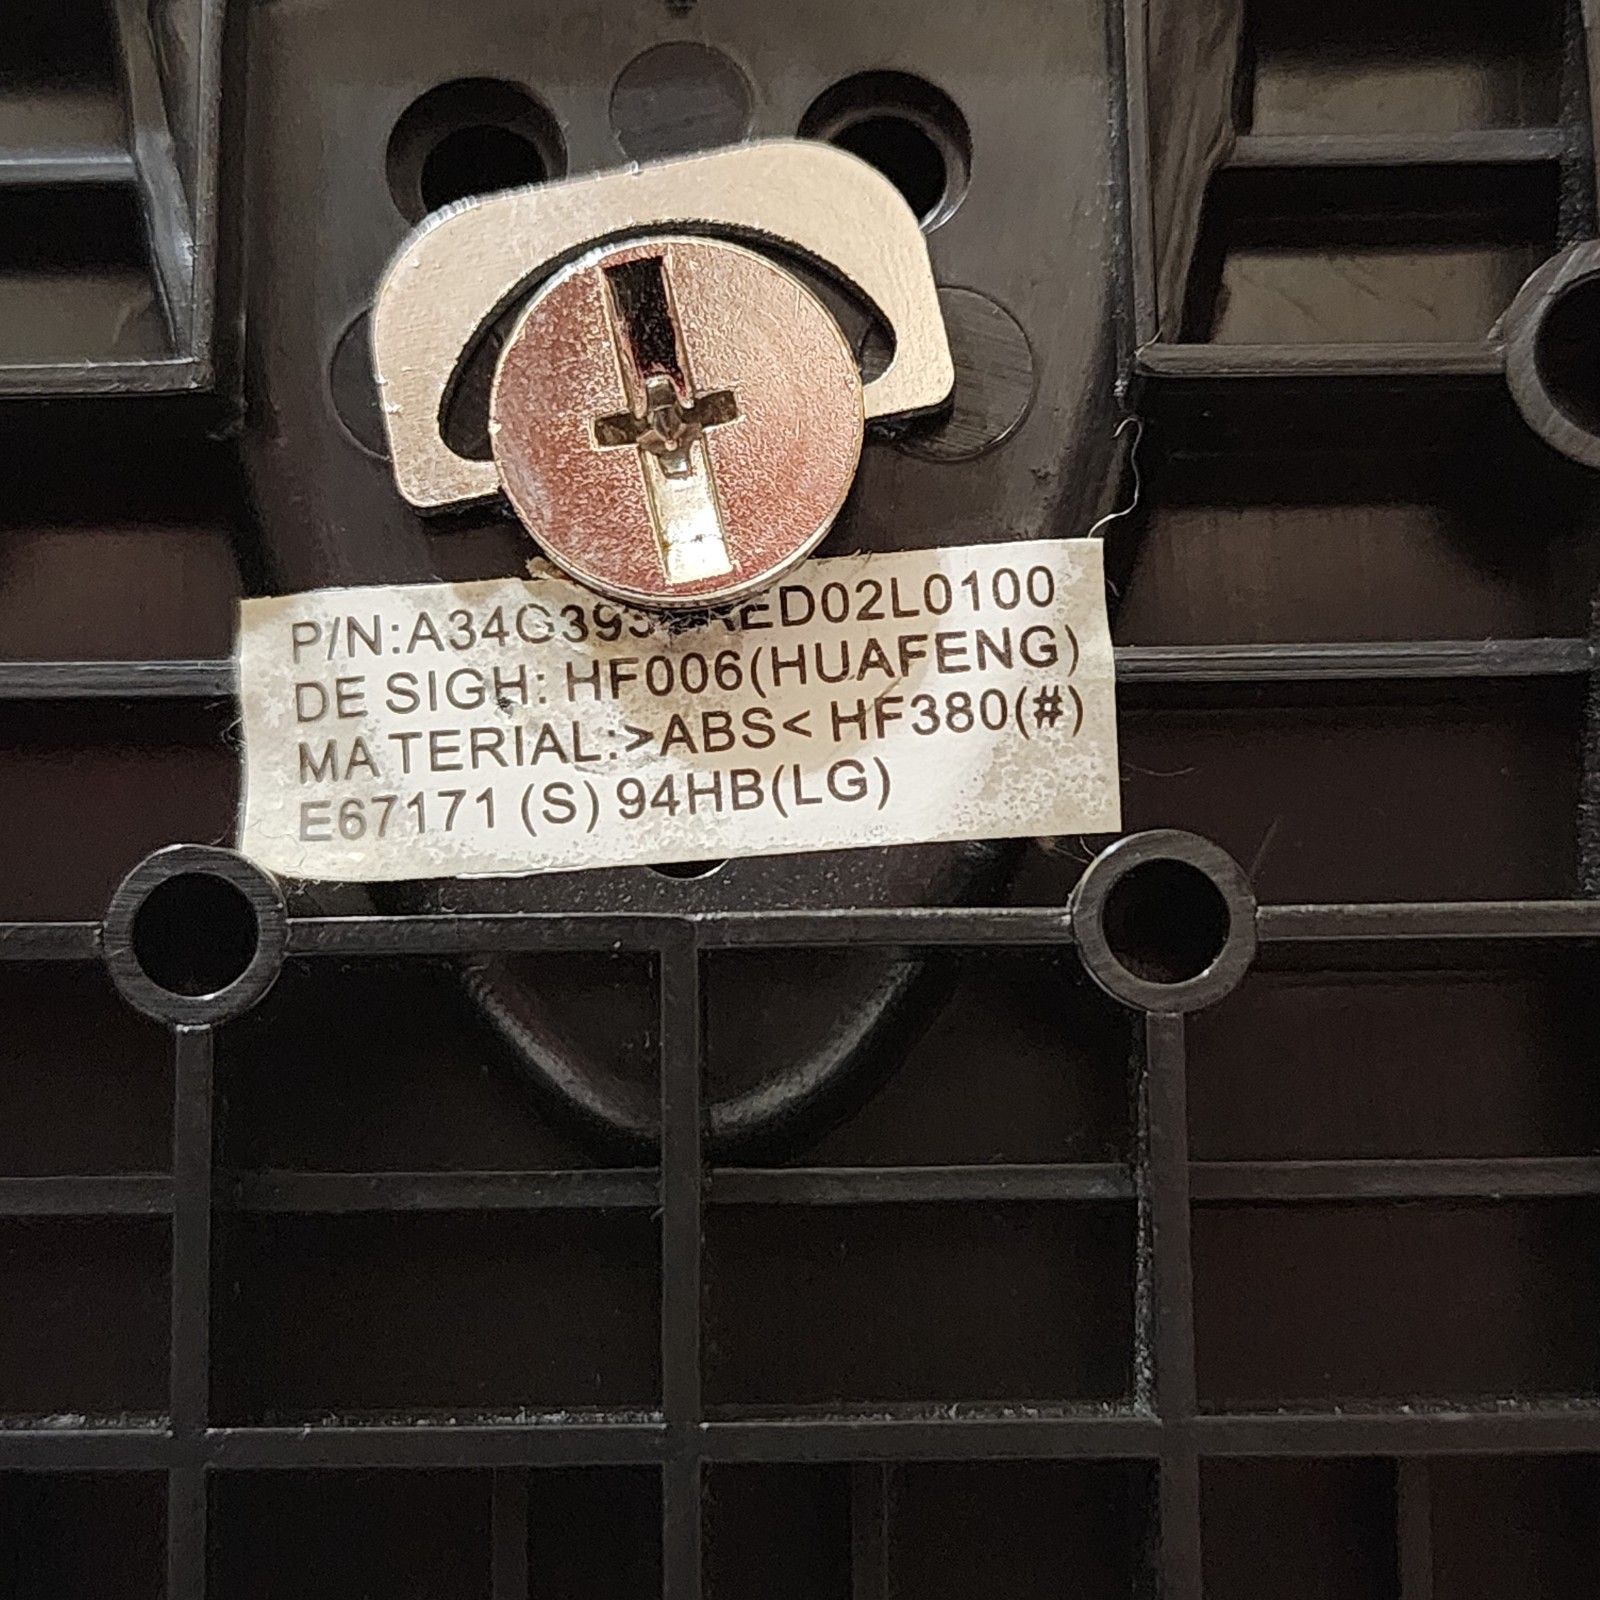 P/N:A34G393 ED02L0100
DE SIGH: HF006(HUAFENG)
MA TERIAL:>ABS< HF380(#)
E67171 (S) 94HB(LG)